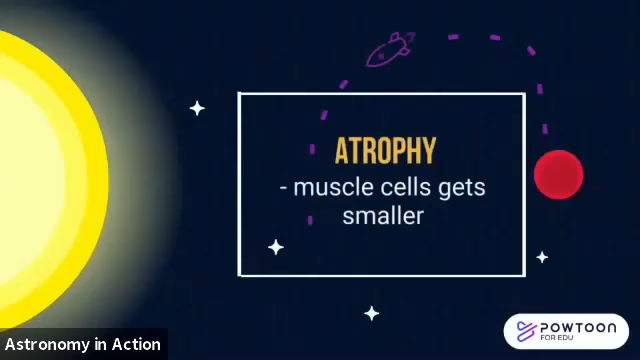 ATROPHY
- muscle cells gets
smaller
POWTOON
FOR EDU
Astronomy in Action